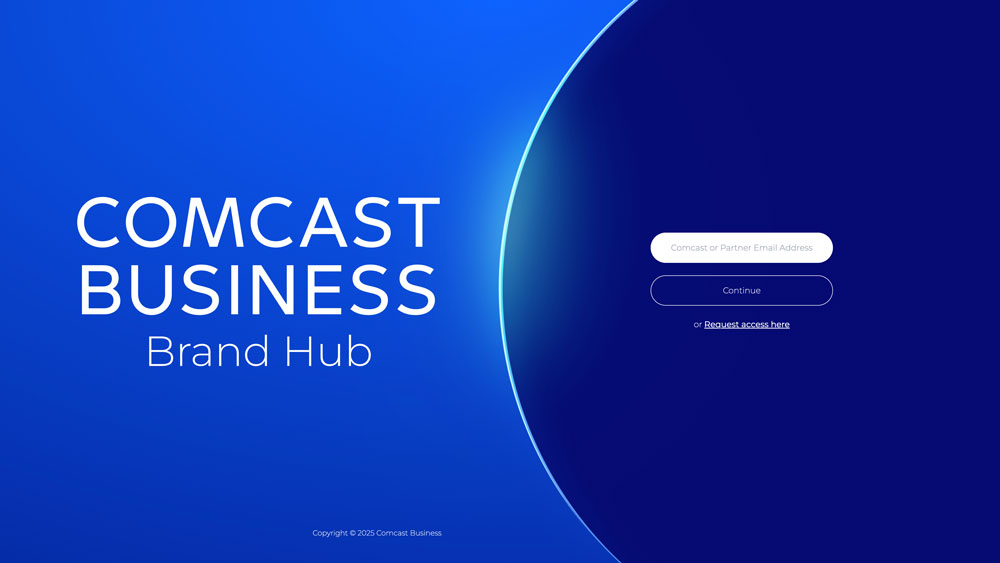 COMCAST
BUSINESS
Brand Hub
Comcast or Partner Email Address
Continue
or Request access here
Copyright © 2025 Comcast Business